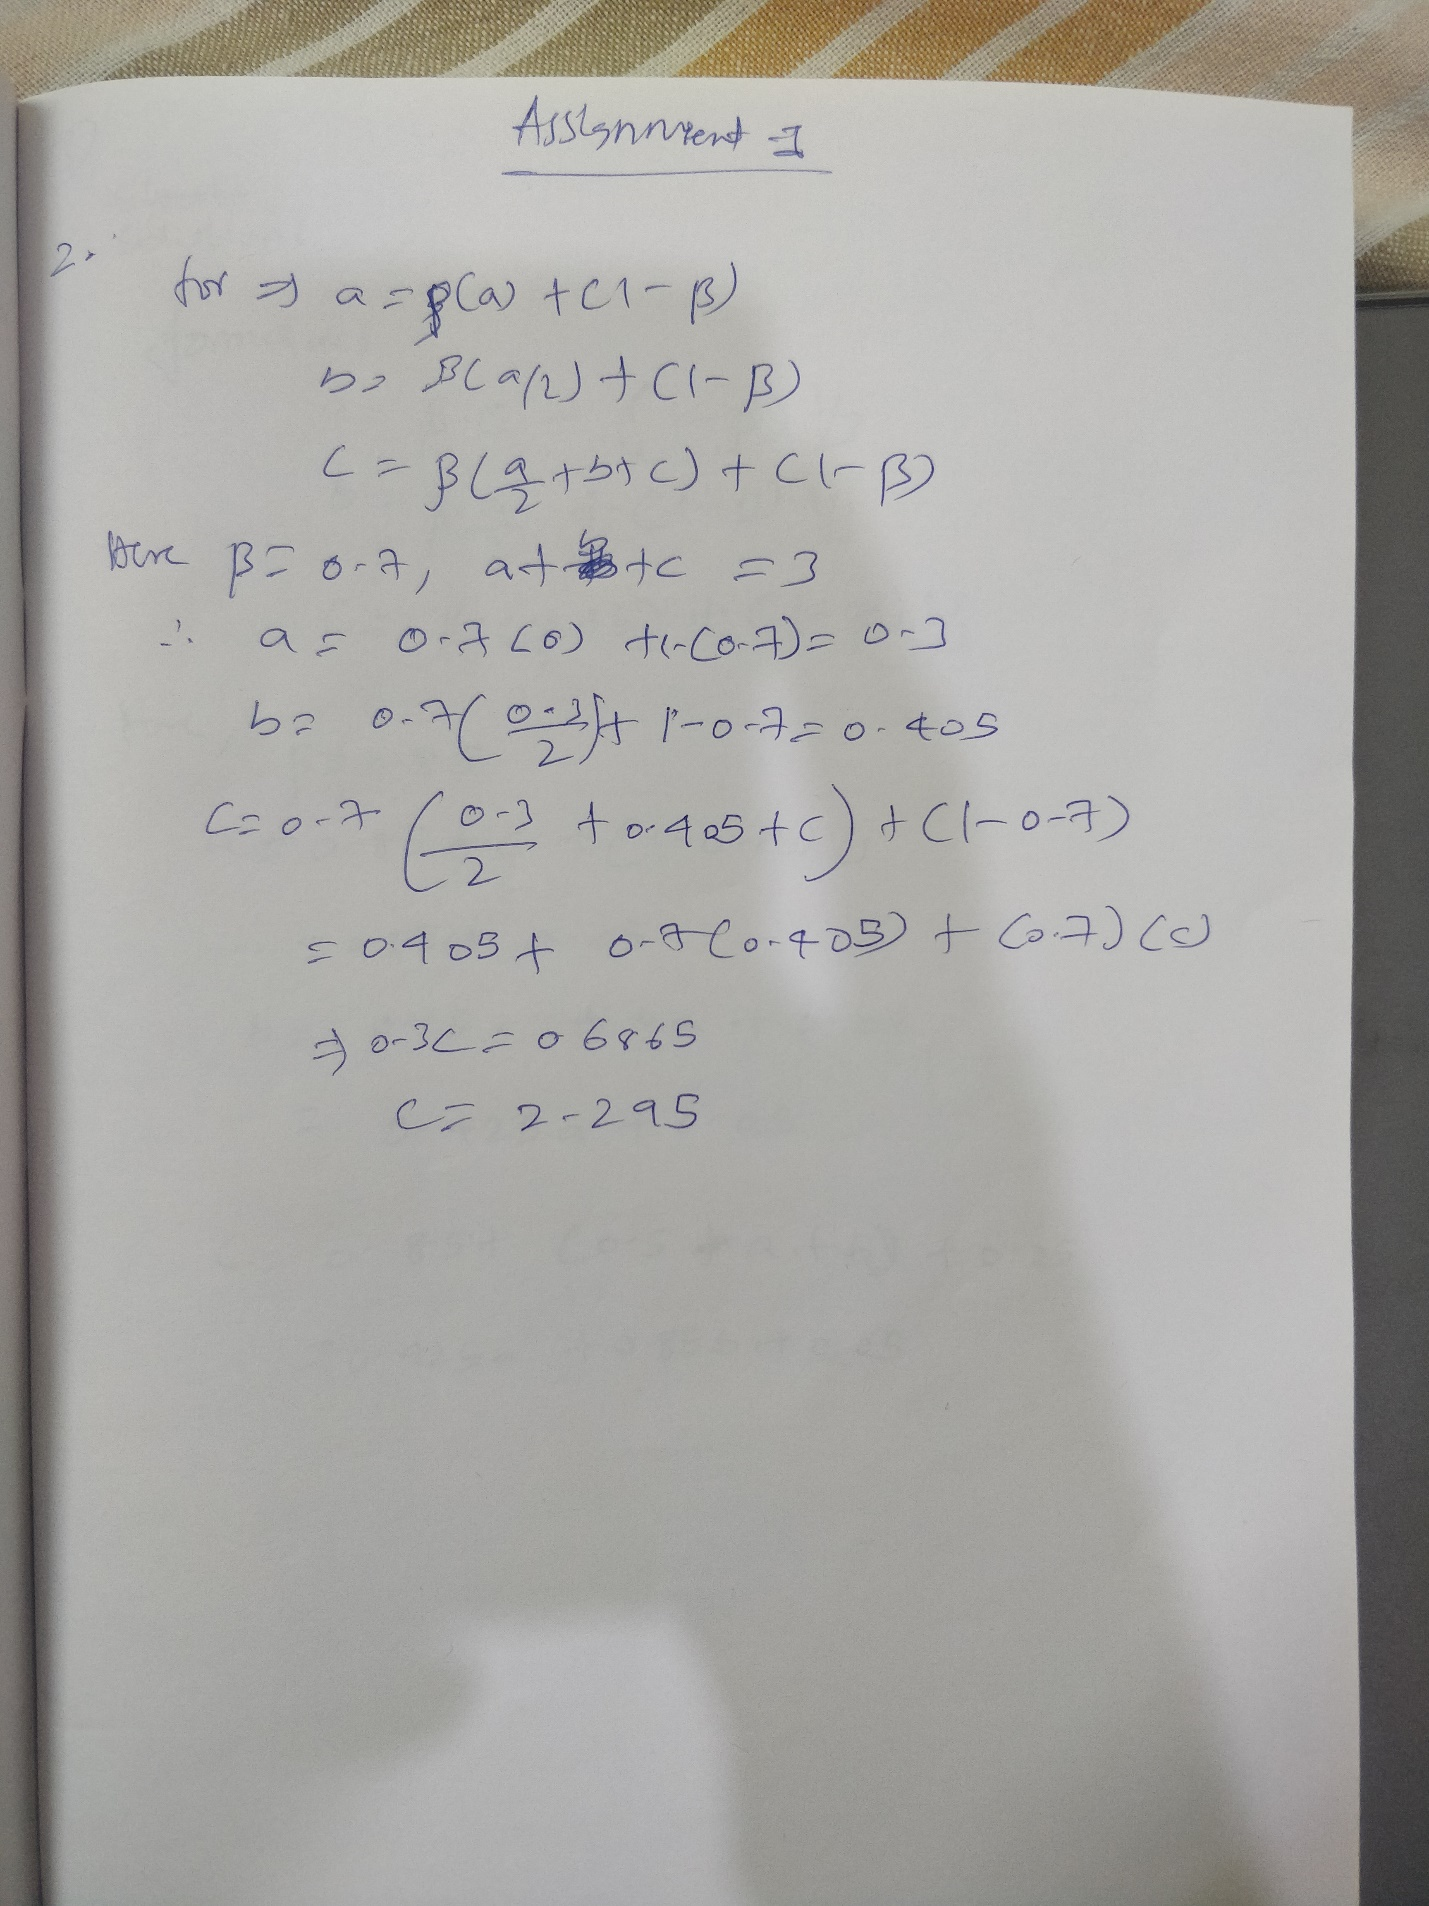 Assignment - I
2.
for ⇒ a = β(a) + (1 - β)
b = β(a/2) + (1 - β)
c = β(a/2 + b + c) + (1 - β)
Here β = 0.7, a + b + c = 3
∴ a = 0.7 (0) + 1 - (0.7) = 0.3
b = 0.7 (0.3/2) + 1 - 0.7 = 0.405
c = 0.7 (0.3/2 + 0.405 + c) + (1 - 0.7)
= 0.405 + 0.7 (0.405) + (0.7) (c)
⇒ 0.3c = 0 6865
c = 2.295